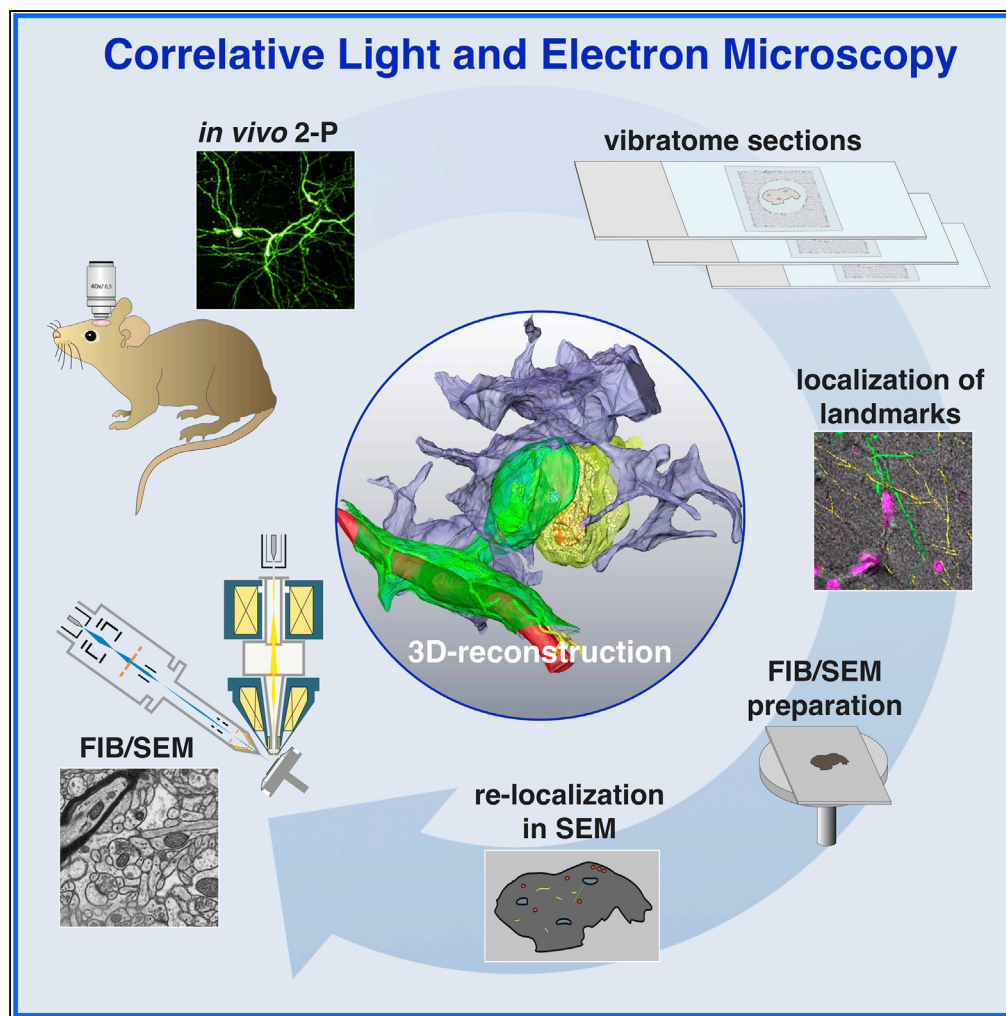 Correlative Light and Electron Microscopy
in vivo 2-P
vibratome sections
40x/ 0,5
localization of
landmarks
3D-reconstruction
FIB/SEM
preparation
FIB/SEM
re-localization
in SEM